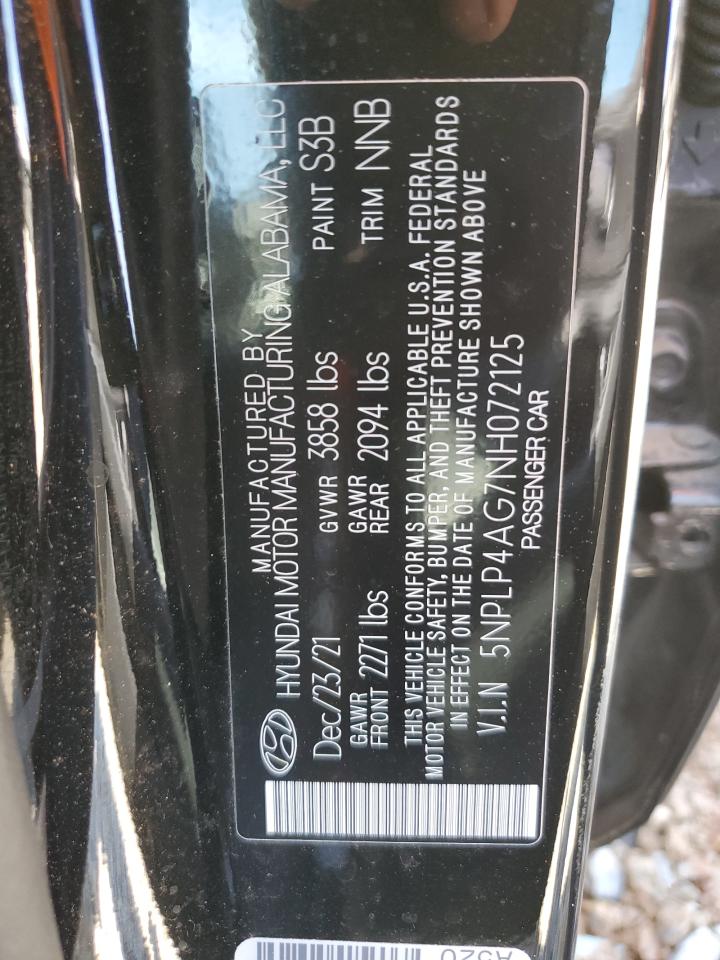 MANUFACTURED BY
HYUNDAI MOTOR MANUFACTURING ALABAMA, LLC
Dec/23/21 GVWR 3858 lbs PAINT S3B
GAWR FRONT 2271 lbs GAWR REAR 2094 lbs TRIM NNB
THIS VEHICLE CONFORMS TO ALL APPLICABLE U.S.A. FEDERAL
MOTOR VEHICLE SAFETY, BUMPER, AND THEFT PREVENTION STANDARDS
IN EFFECT ON THE DATE OF MANUFACTURE SHOWN ABOVE
V.I.N 5NPLP4AG7NH072125
PASSENGER CAR
A520